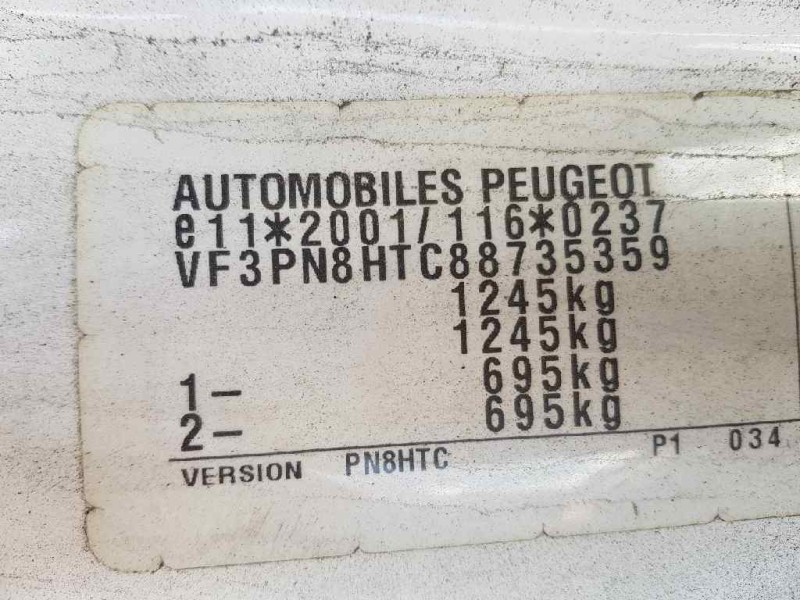 AUTOMOBILES PEUGEOT
e11*2001/116*0237
VF3PN8HTC88735359
1245kg
1245kg
1- 695kg
2- 695kg
VERSION PN8HTC P1 034